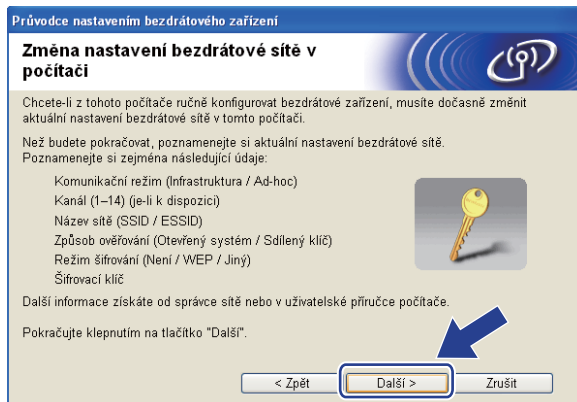 Průvodce nastavením bezdrátového zařízení
Změna nastavení bezdrátové sítě v
počítači
Chcete-li z tohoto počítače ručně konfigurovat bezdrátové zařízení, musíte dočasně změnit
aktuální nastavení bezdrátové sítě v tomto počítači.
Než budete pokračovat, poznamenejte si aktuální nastavení bezdrátové sítě.
Poznamenejte si zejména následující údaje:
Komunikační režim (Infrastruktura / Ad-hoc)
Kanál (1–14) (je-li k dispozici)
Název sítě (SSID / ESSID)
Způsob ověřování (Otevřený systém / Sdílený klíč)
Režim šifrování (Není / WEP / Jiný)
Šifrovací klíč
Další informace získáte od správce sítě nebo v uživatelské příručce počítače.
Pokračujte klepnutím na tlačítko "Další".
< Zpět
Další >
Zrušit